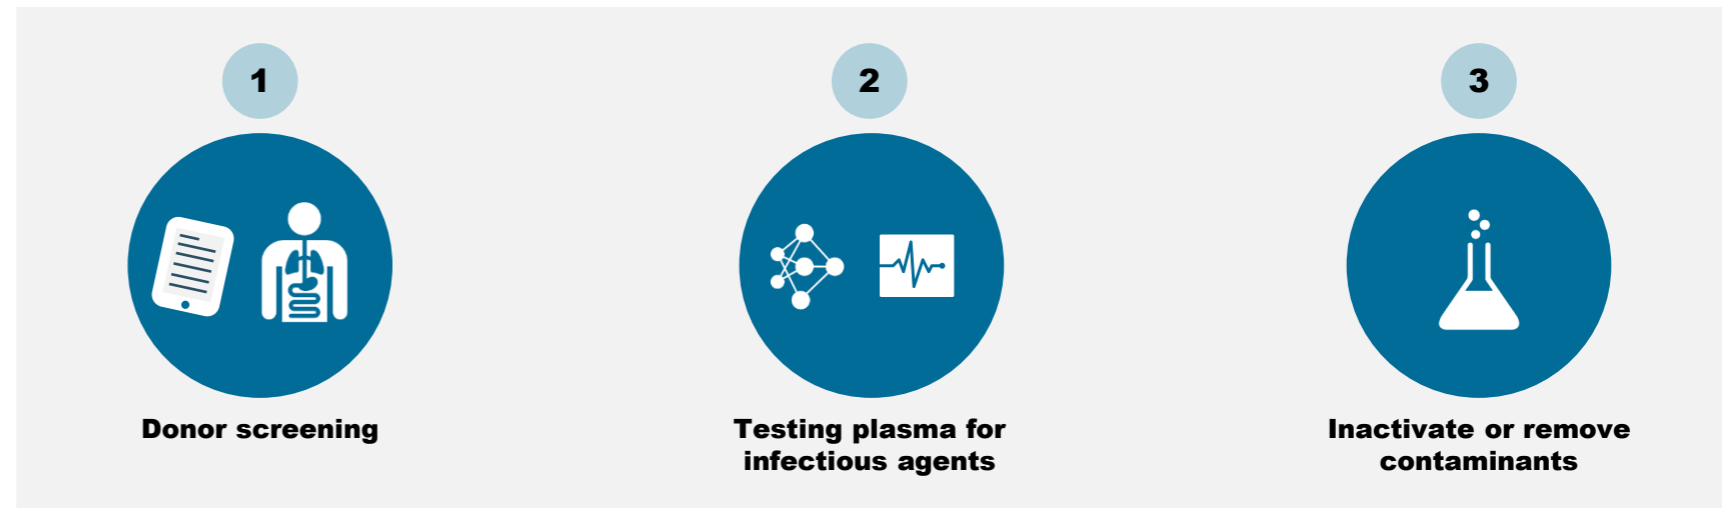 1
2
3
Donor screening
Testing plasma for
infectious agents
Inactivate or remove
contaminants